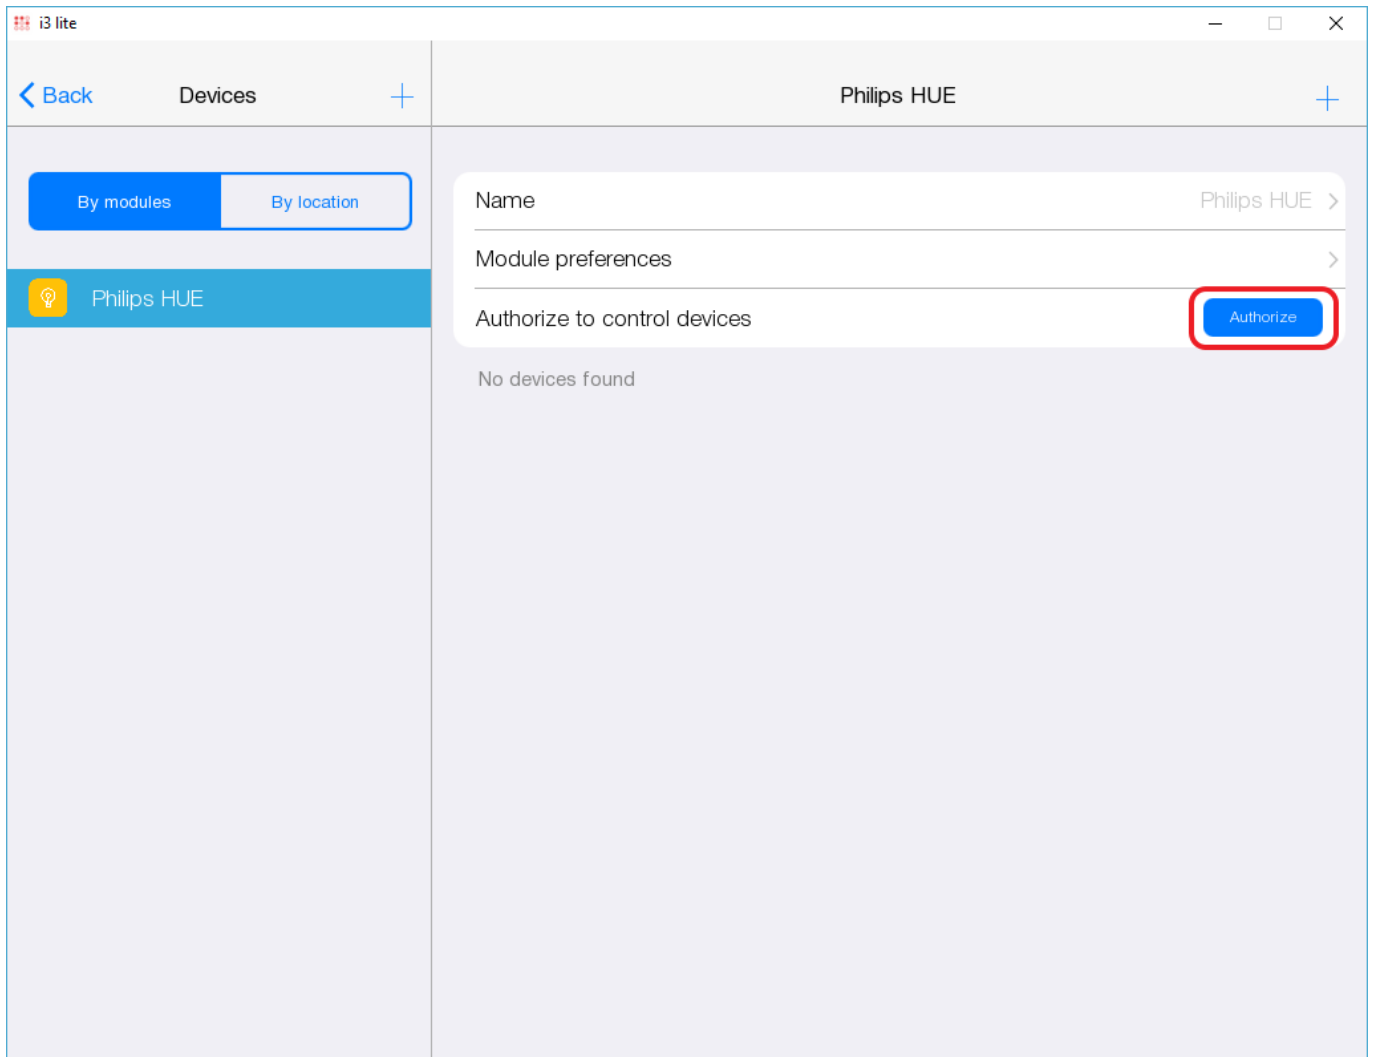 i3 lite
Back
Devices
Philips HUE
By modules
By location
Philips HUE
Name
Philips HUE
Module preferences
Authorize to control devices
Authorize
No devices found